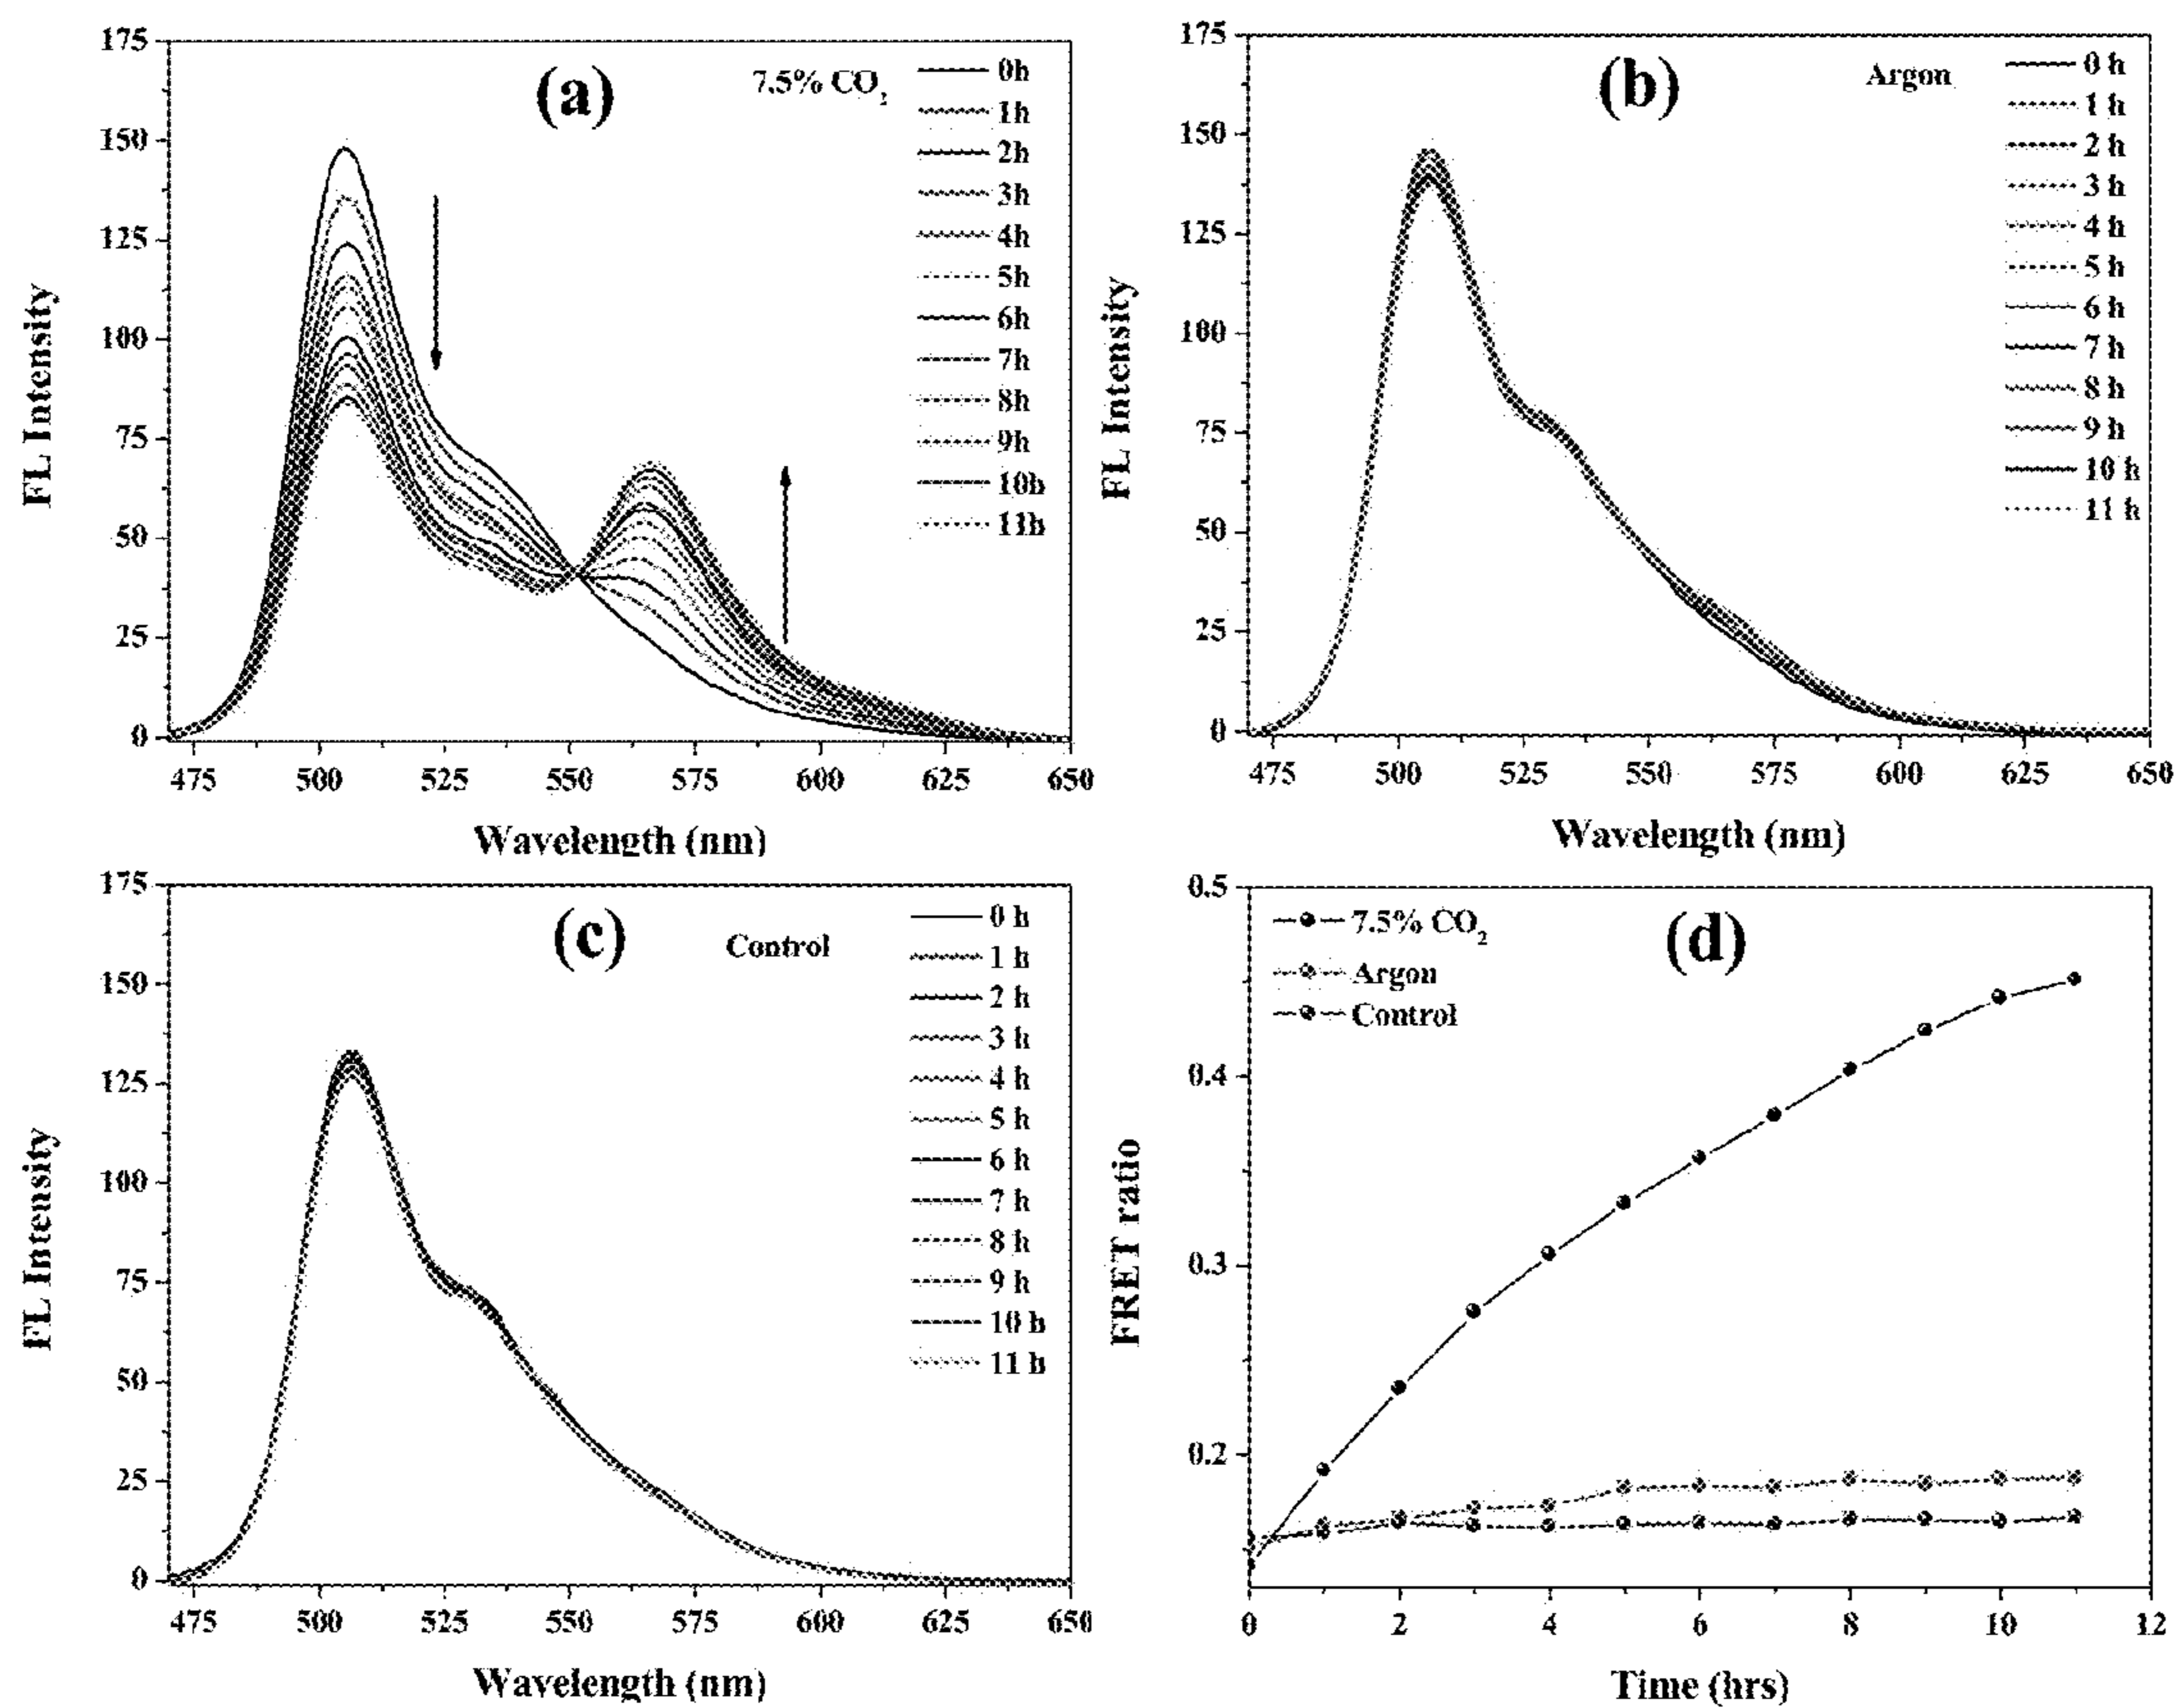 (a)
7.5% CO2
0h
1h
2h
3h
4h
5h
6h
7h
8h
9h
10h
11h
175
150
125
100
75
50
25
0
FL Intensity
475 500 525 550 575 600 625 650
Wavelength (nm)
(b)
Argon
0 h
1 h
2 h
3 h
4 h
5 h
6 h
7 h
8 h
9 h
10 h
11 h
175
150
125
100
75
50
25
0
FL Intensity
475 500 525 550 575 600 625 650
Wavelength (nm)
(c)
Control
0 h
1 h
2 h
3 h
4 h
5 h
6 h
7 h
8 h
9 h
10 h
11 h
175
150
125
100
75
50
25
0
FL Intensity
475 500 525 550 575 600 625 650
Wavelength (nm)
(d)
7.5% CO2
Argon
Control
0.5
0.4
0.3
0.2
FRET ratio
0 2 4 6 8 10 12
Time (hrs)